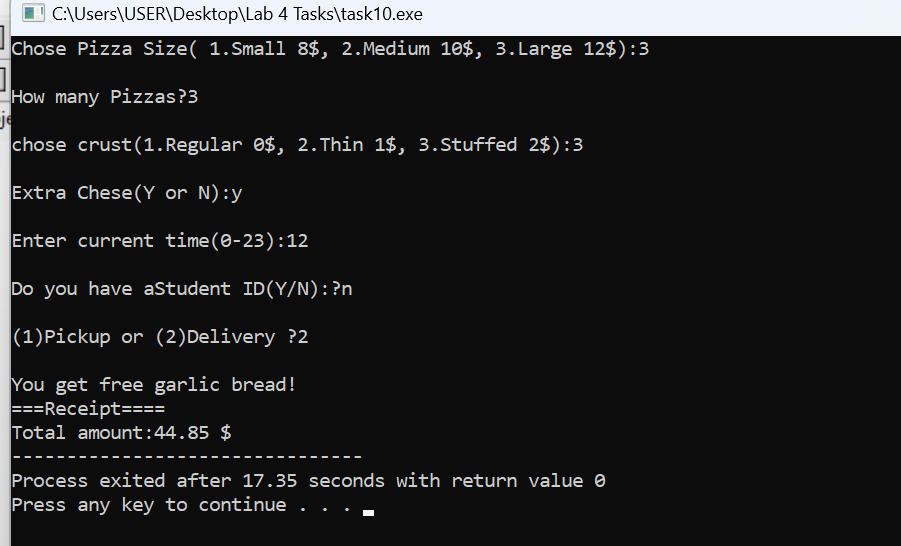 C:\Users\USER\Desktop\Lab 4 Tasks\task10.exe
Chose Pizza Size( 1.Small 8$, 2.Medium 10$, 3.Large 12$):3
How many Pizzas?3
chose crust(1.Regular 0$, 2.Thin 1$, 3.Stuffed 2$):3
Extra Chese(Y or N):y
Enter current time(0-23):12
Do you have aStudent ID(Y/N):?n
(1)Pickup or (2)Delivery ?2
You get free garlic bread!
===Receipt====
Total amount:44.85 $
--------------------------------
Process exited after 17.35 seconds with return value 0
Press any key to continue . . .